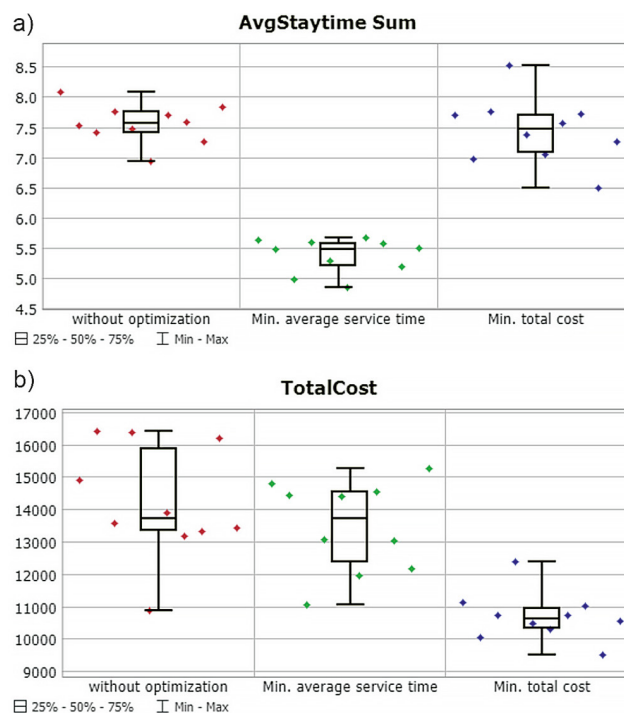 a)
AvgStaytime Sum
8.5
8.0
7.5
7.0
6.5
6.0
5.5
5.0
4.5
without optimization Min. average service time Min. total cost
25% - 50% - 75% Min - Max
b)
TotalCost
17000
16000
15000
14000
13000
12000
11000
10000
9000
without optimization Min. average service time Min. total cost
25% - 50% - 75% Min - Max